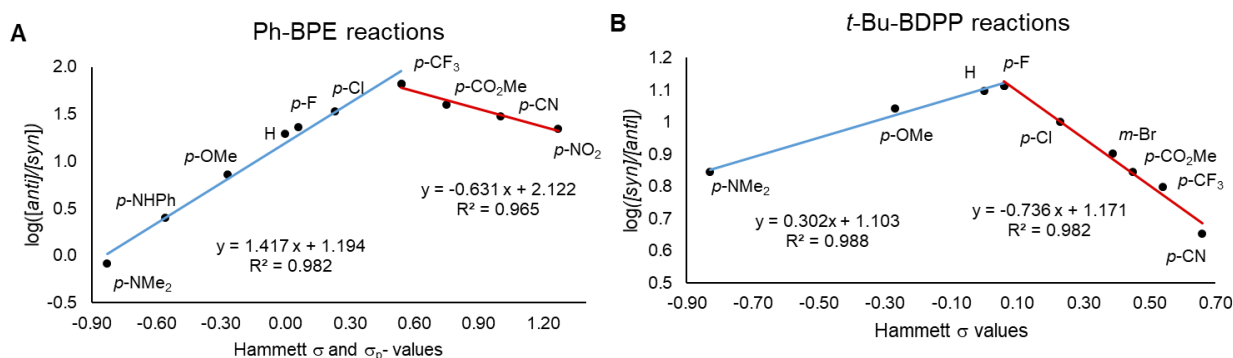 A
Ph-BPE reactions
log([anti]/[syn])
2.0
1.5
1.0
0.5
0.0
-0.5
p-NMe₂
p-NHPh
p-OMe
H
p-F
p-Cl
p-CF₃
p-CO₂Me
p-CN
p-NO₂
y = 1.417 x + 1.194
R² = 0.982
y = -0.631 x + 2.122
R² = 0.965
-0.90 -0.60 -0.30 0.00 0.30 0.60 0.90 1.20
Hammett σ and σp- values
B
t-Bu-BDPP reactions
log([syn]/[anti])
1.2
1.1
1
0.9
0.8
0.7
0.6
0.5
p-NMe₂
p-OMe
H
p-F
p-Cl
m-Br
p-CO₂Me
p-CF₃
p-CN
y = 0.302x + 1.103
R² = 0.988
y = -0.736 x + 1.171
R² = 0.982
-0.90 -0.70 -0.50 -0.30 -0.10 0.10 0.30 0.50 0.70
Hammett σ values